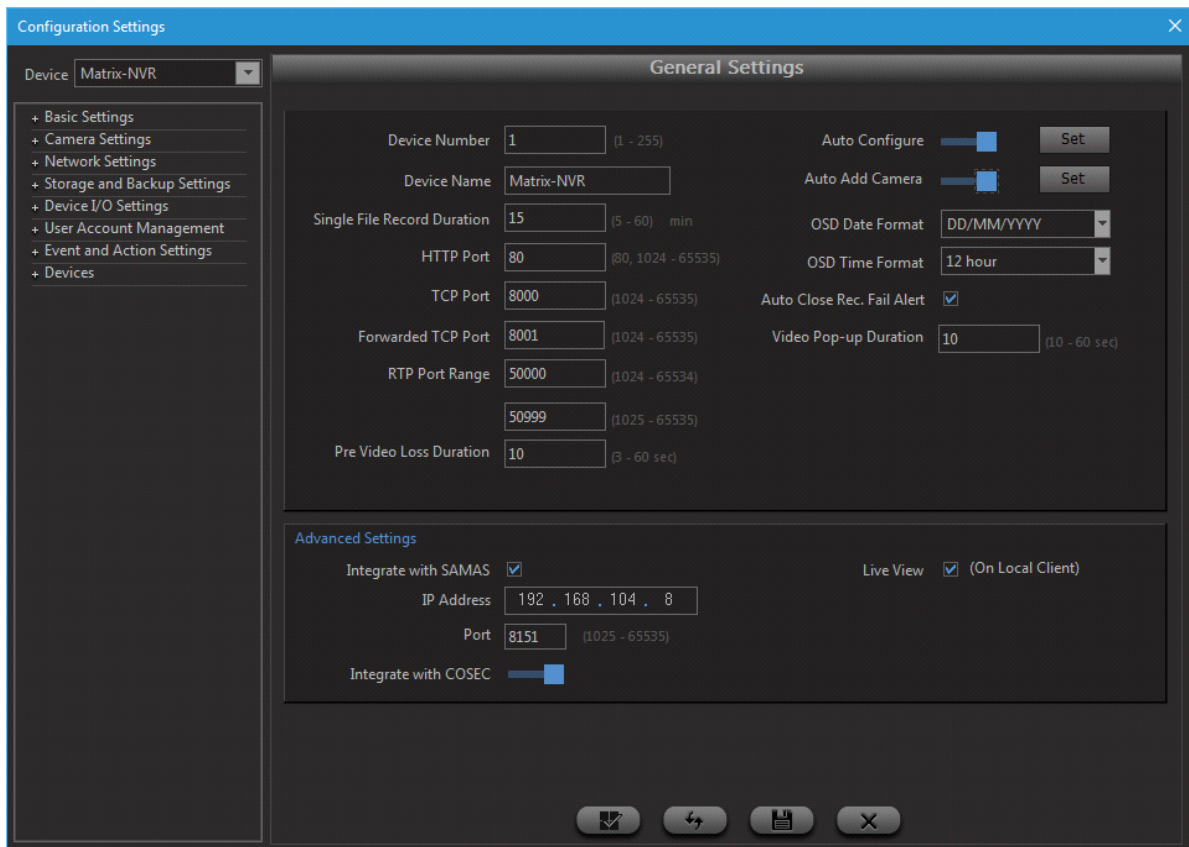 Configuration Settings
Device Matrix-NVR
+ Basic Settings
+ Camera Settings
+ Network Settings
+ Storage and Backup Settings
+ Device I/O Settings
+ User Account Management
+ Event and Action Settings
+ Devices
General Settings
Device Number 1 (1 - 255)
Device Name Matrix-NVR
Single File Record Duration 15 (5 - 60) min
HTTP Port 80 (80, 1024 - 65535)
TCP Port 8000 (1024 - 65535)
Forwarded TCP Port 8001 (1024 - 65535)
RTP Port Range 50000 (1024 - 65534)
50999 (1025 - 65535)
Pre Video Loss Duration 10 (3 - 60 sec)
Auto Configure Set
Auto Add Camera Set
OSD Date Format DD/MM/YYYY
OSD Time Format 12 hour
Auto Close Rec. Fail Alert
Video Pop-up Duration 10 (10 - 60 sec)
Advanced Settings
Integrate with SAMAS
IP Address 192 . 168 . 104 . 8
Port 8151 (1025 - 65535)
Integrate with COSEC
Live View (On Local Client)